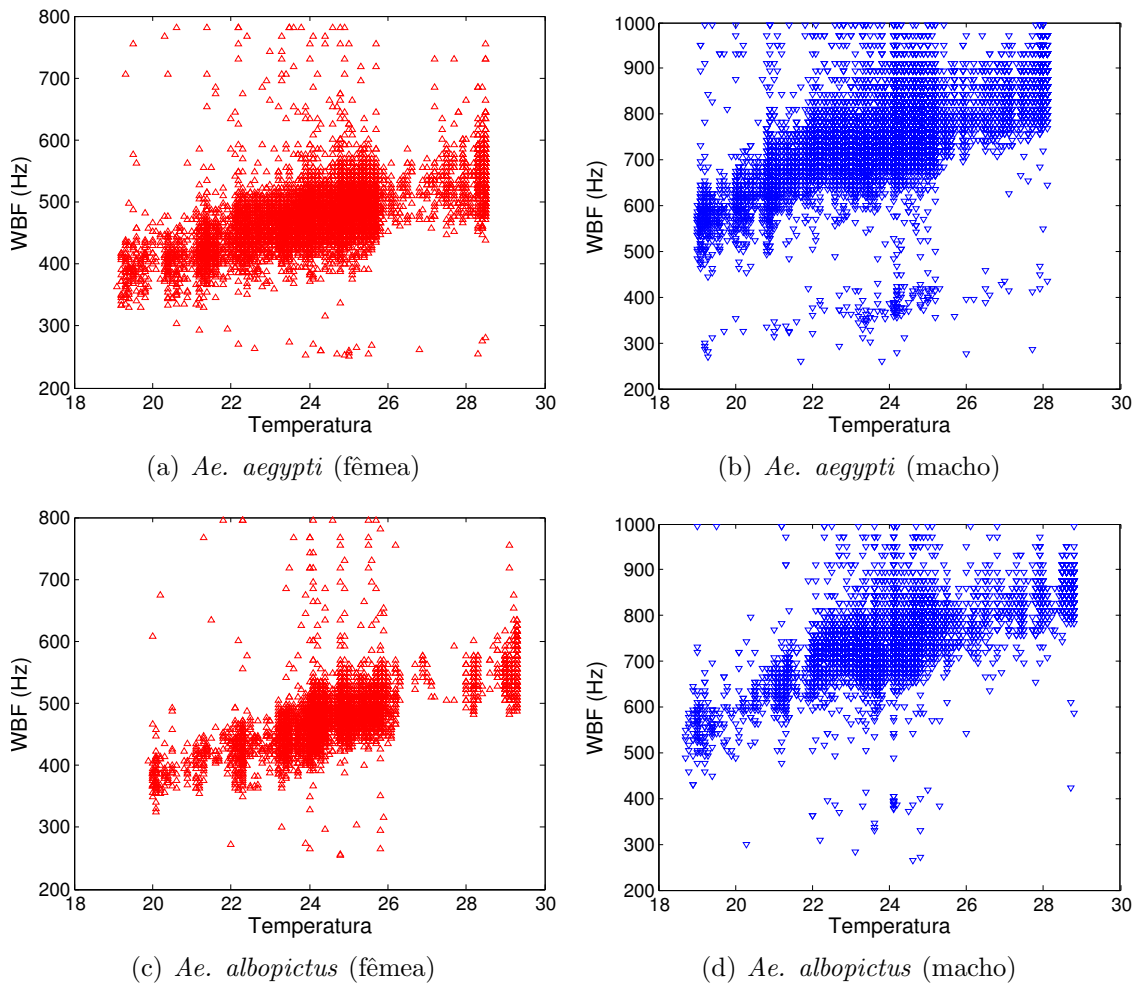 800
700
600
500
400
300
200
WBF (Hz)
18 20 22 24 26 28 30
Temperatura
(a) Ae. aegypti (fêmea)
1000
900
800
700
600
500
400
300
200
WBF (Hz)
18 20 22 24 26 28 30
Temperatura
(b) Ae. aegypti (macho)
800
700
600
500
400
300
200
WBF (Hz)
18 20 22 24 26 28 30
Temperatura
(c) Ae. albopictus (fêmea)
1000
900
800
700
600
500
400
300
200
WBF (Hz)
18 20 22 24 26 28 30
Temperatura
(d) Ae. albopictus (macho)